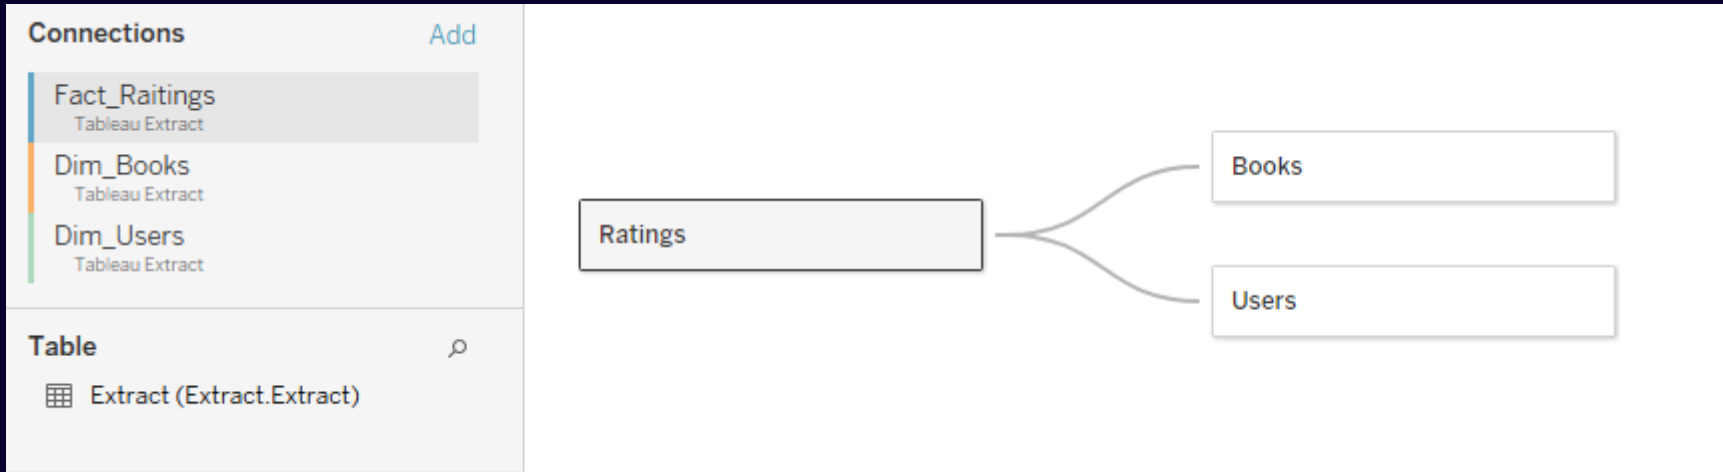 Connections Add
Fact_Raitings
Tableau Extract
Dim_Books
Tableau Extract
Dim_Users
Tableau Extract
Table
Extract (Extract.Extract)
Ratings
Books
Users